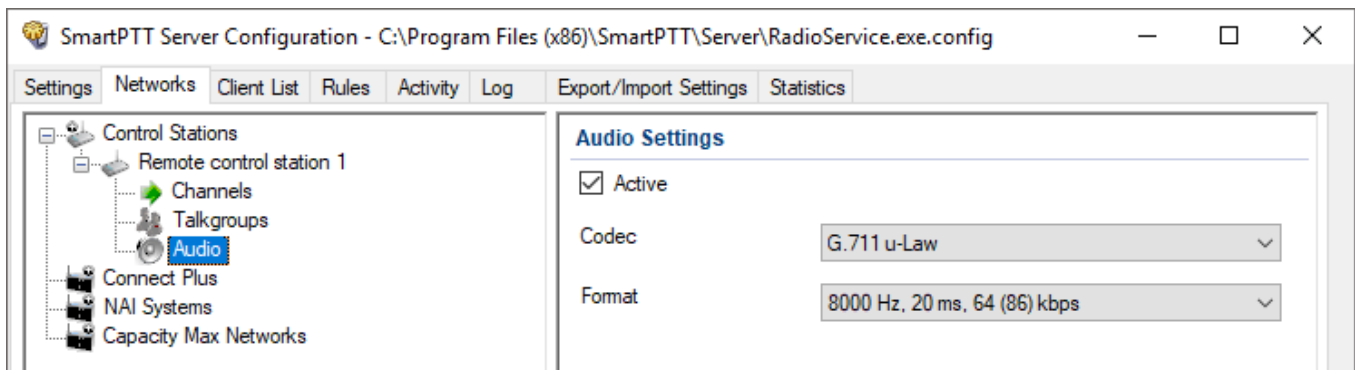 SmartPTT Server Configuration - C:\Program Files (x86)\SmartPTT\Server\RadioService.exe.config
Settings Networks Client List Rules Activity Log Export/Import Settings Statistics
Control Stations
Remote control station 1
Channels
Talkgroups
Audio
Connect Plus
NAI Systems
Capacity Max Networks
Audio Settings
Active
Codec G.711 u-Law
Format 8000 Hz, 20 ms, 64 (86) kbps